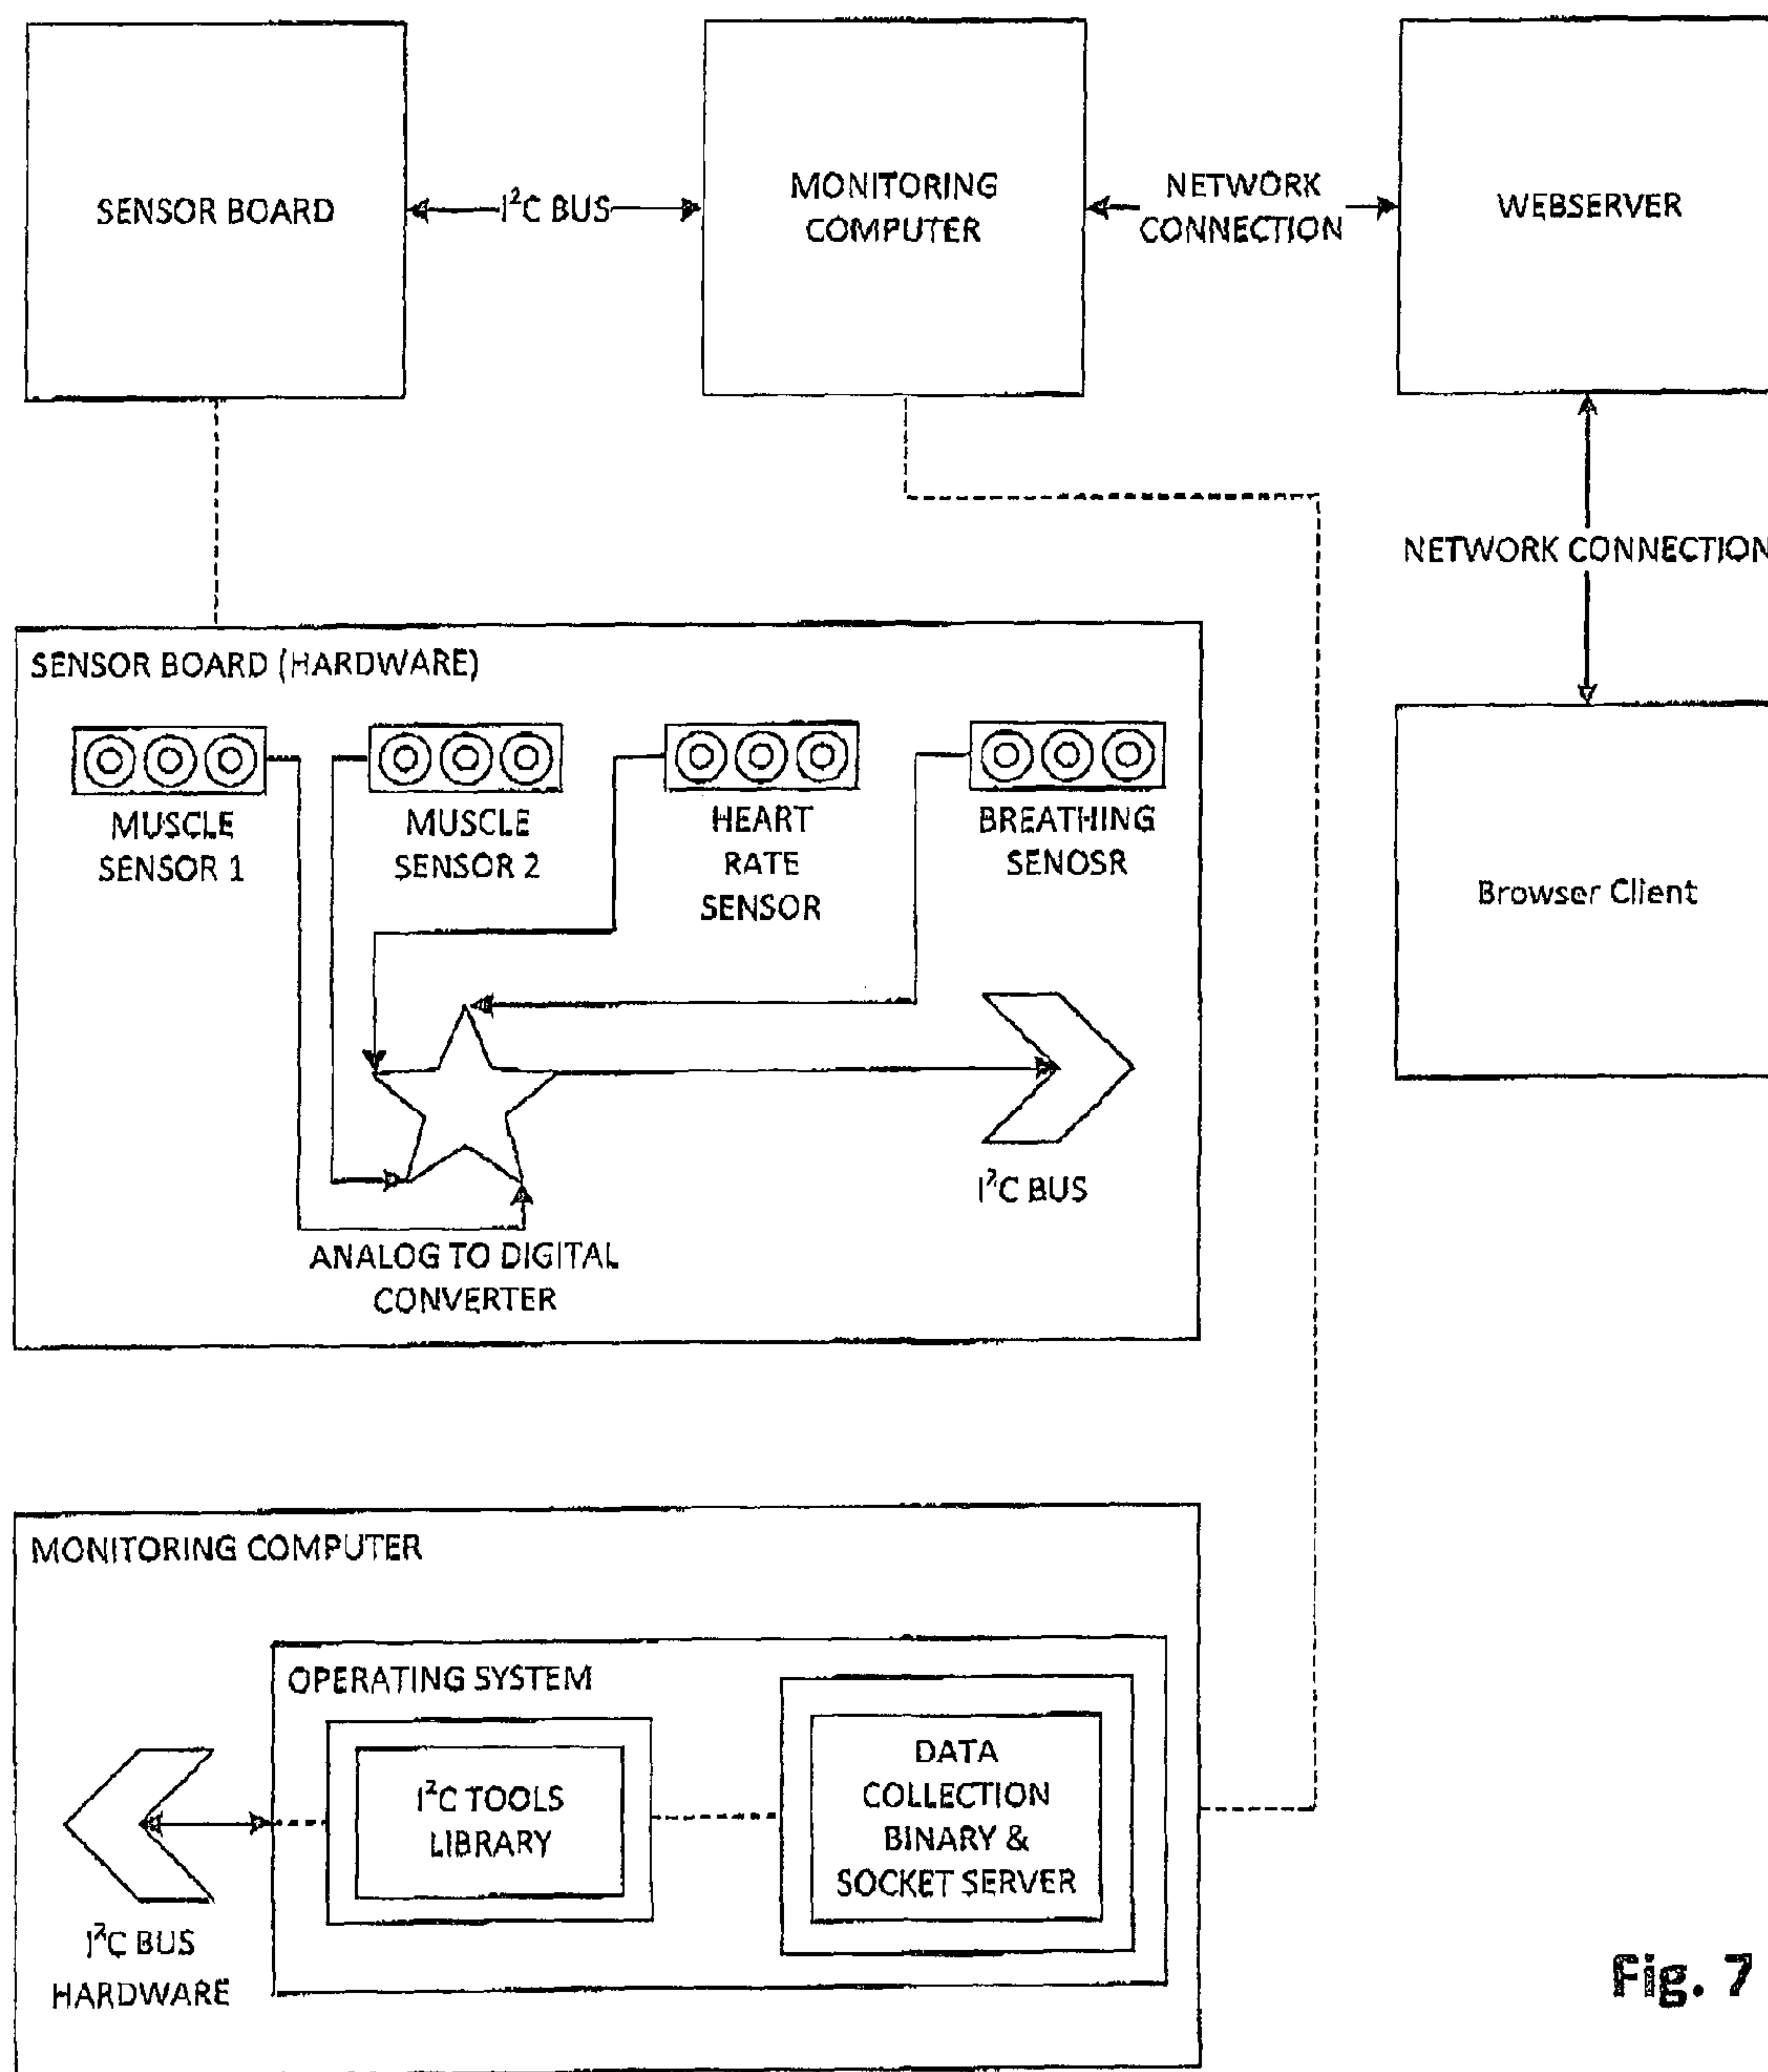 SENSOR BOARD
I²C BUS
MONITORING
COMPUTER
NETWORK
CONNECTION
WEBSERVER
NETWORK CONNECTION
SENSOR BOARD (HARDWARE)
MUSCLE
SENSOR 1
MUSCLE
SENSOR 2
HEART
RATE
SENSOR
BREATHING
SENOSR
Browser Client
I²C BUS
ANALOG TO DIGITAL
CONVERTER
MONITORING COMPUTER
OPERATING SYSTEM
I²C TOOLS
LIBRARY
DATA
COLLECTION
BINARY &
SOCKET SERVER
I²C BUS
HARDWARE
Fig. 7